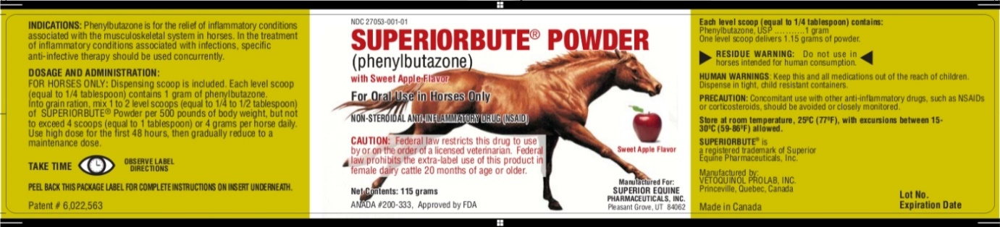 INDICATIONS: Phenylbutazone is for the relief of inflammatory conditions
associated with the musculoskeletal system in horses. In the treatment
of inflammatory conditions associated with infections, specific
anti-infective therapy should be used concurrently.
DOSAGE AND ADMINISTRATION:
FOR HORSES ONLY: Dispensing scoop is included. Each level scoop
(equal to 1/4 tablespoon) contains 1 gram of phenylbutazone.
Into grain ration, mix 1 to 2 level scoops (equal to 1/4 to 1/2 tablespoon)
of SUPERIORBUTE® Powder per 500 pounds of body weight, but not
to exceed 4 scoops (equal to 1 tablespoon) or 4 grams per horse daily.
Use high dose for the first 48 hours, then gradually reduce to a
maintenance dose.
TAKE TIME
OBSERVE LABEL
DIRECTIONS
PEEL BACK THIS PACKAGE LABEL FOR COMPLETE INSTRUCTIONS ON INSERT UNDERNEATH.
Patent # 6,022,563
NDC 27053-001-01
SUPERIORBUTE® POWDER
(phenylbutazone)
with Sweet Apple Flavor
For Oral Use in Horses Only
NON-STEROIDAL ANTI-INFLAMMATORY DRUG (NSAID)
CAUTION: Federal law restricts this drug to use
by or on the order of a licensed veterinarian. Federal
law prohibits the extra-label use of this product in
female dairy cattle 20 months of age or older.
Net Contents: 115 grams
ANADA #200-333, Approved by FDA
Sweet Apple Flavor
Manufactured For:
SUPERIOR EQUINE
PHARMACEUTICALS, INC.
Pleasant Grove, UT 84062
Each level scoop (equal to 1/4 tablespoon) contains:
Phenylbutazone, USP ...........1 gram
One level scoop delivers 1.15 grams of powder.
RESIDUE WARNING: Do not use in
horses intended for human consumption.
HUMAN WARNINGS: Keep this and all medications out of the reach of children.
Dispense in tight, child resistant containers.
PRECAUTION: Concomitant use with other anti-inflammatory drugs, such as NSAIDs
or corticosteroids, should be avoided or closely monitored.
Store at room temperature, 25ºC (77ºF), with excursions between 15-
30ºC (59-86ºF) allowed.
SUPERIORBUTE® is
a registered trademark of Superior
Equine Pharmaceuticals, Inc.
Manufactured by:
VETOQUINOL PROLAB, INC.
Princeville, Quebec, Canada
Made in Canada
Lot No.
Expiration Date